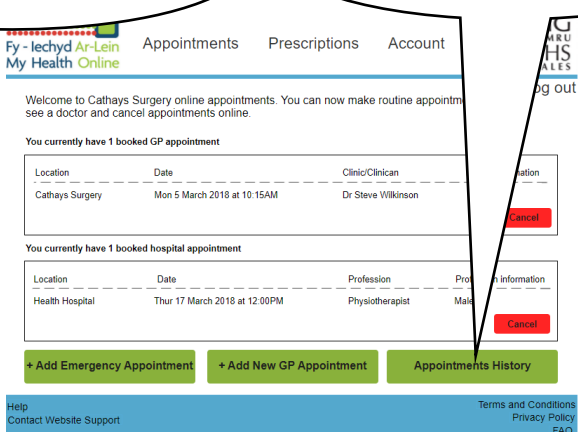 Fy - Iechyd Ar-Lein
My Health Online
Appointments Prescriptions Account
MRU
HS
ALES
og out
Welcome to Cathays Surgery online appointments. You can now make routine appointm
see a doctor and cancel appointments online.
You currently have 1 booked GP appointment
Location Date Clinic/Clinican ation
Cathays Surgery Mon 5 March 2018 at 10:15AM Dr Steve Wilkinson
Cancel
You currently have 1 booked hospital appointment
Location Date Profession Prof n information
Health Hospital Thur 17 March 2018 at 12:00PM Physiotherapist Male
Cancel
+ Add Emergency Appointment + Add New GP Appointment Appointments History
Help Terms and Conditions
Contact Website Support Privacy Policy
FAQ